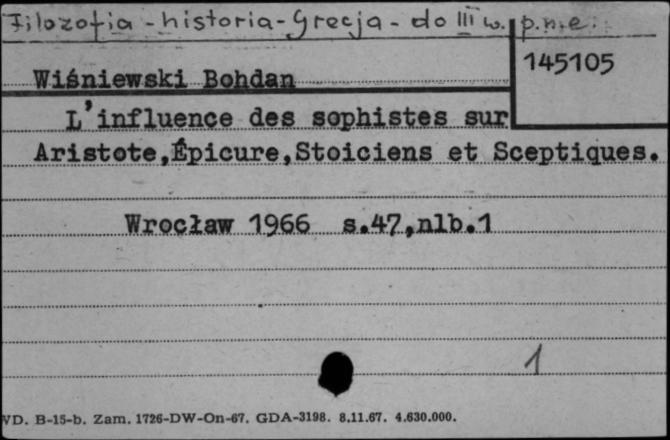 Filozofia - historia - Grecja - do III w. p.n.e.
145105
Wiśniewski Bohdan
L'influence des sophistes sur
Aristote,Épicure,Stoiciens et Sceptiques.
Wrocław 1966 s.47,nlb.1
1
VD. B-15-b. Zam. 1726-DW-On-67. GDA-3198. 8.11.67. 4.630.000.